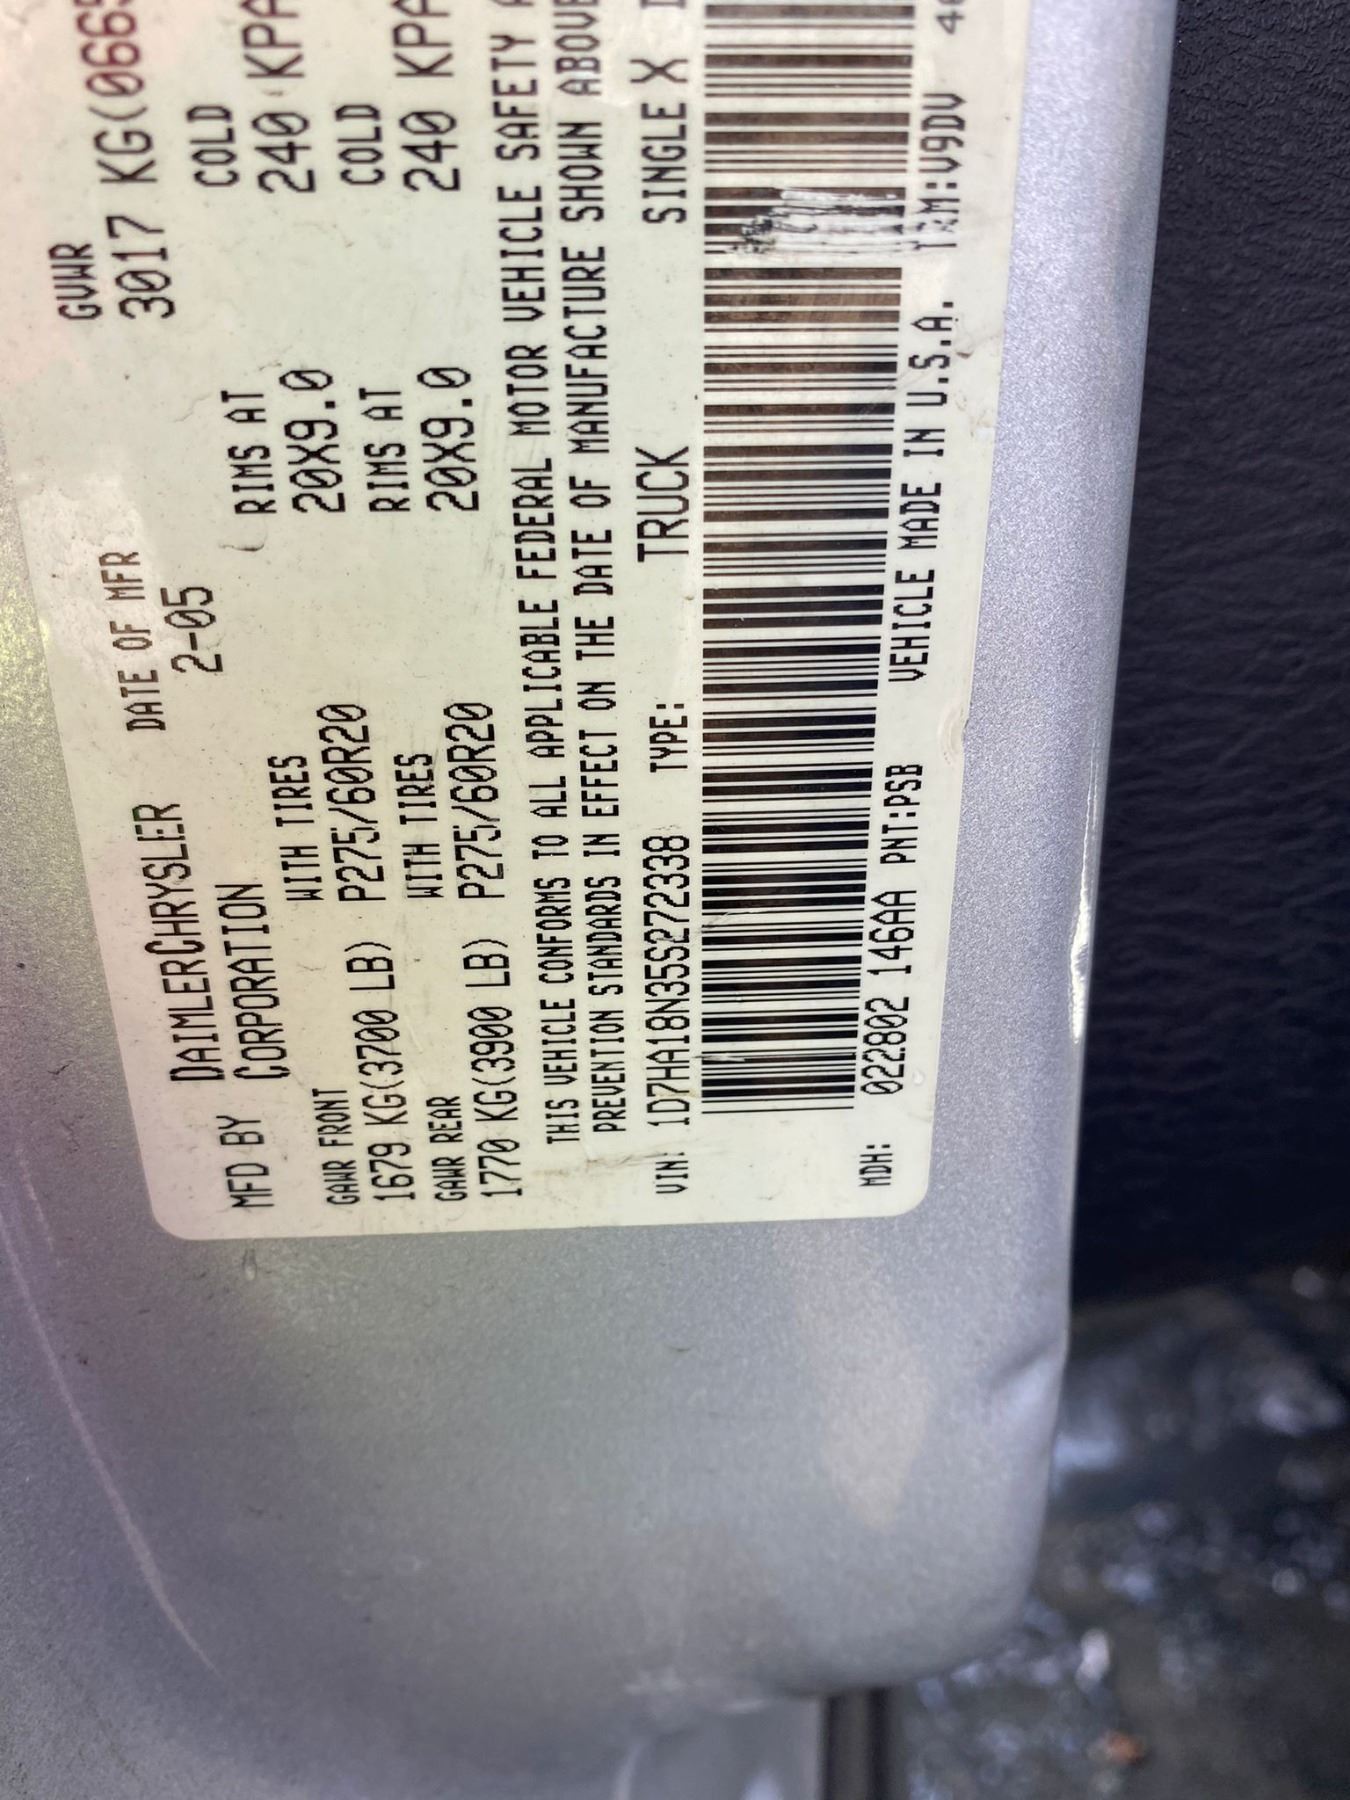 MFD BY DAIMLERCHRYSLER CORPORATION DATE OF MFR 2-05 GVWR 3017 KG(0665
GAWR FRONT WITH TIRES RIMS AT COLD
1679 KG(3700 LB) P275/60R20 20X9.0 240 KPA
GAWR REAR WITH TIRES RIMS AT COLD
1770 KG(3900 LB) P275/60R20 20X9.0 240 KPA
THIS VEHICLE CONFORMS TO ALL APPLICABLE FEDERAL MOTOR VEHICLE SAFETY A
PREVENTION STANDARDS IN EFFECT ON THE DATE OF MANUFACTURE SHOWN ABOVE
VIN: 1D7HA18N35S272338 TYPE: TRUCK SINGLE X
MDH: 022802 146AA PNT:PSB VEHICLE MADE IN U.S.A. TRM:V9DV